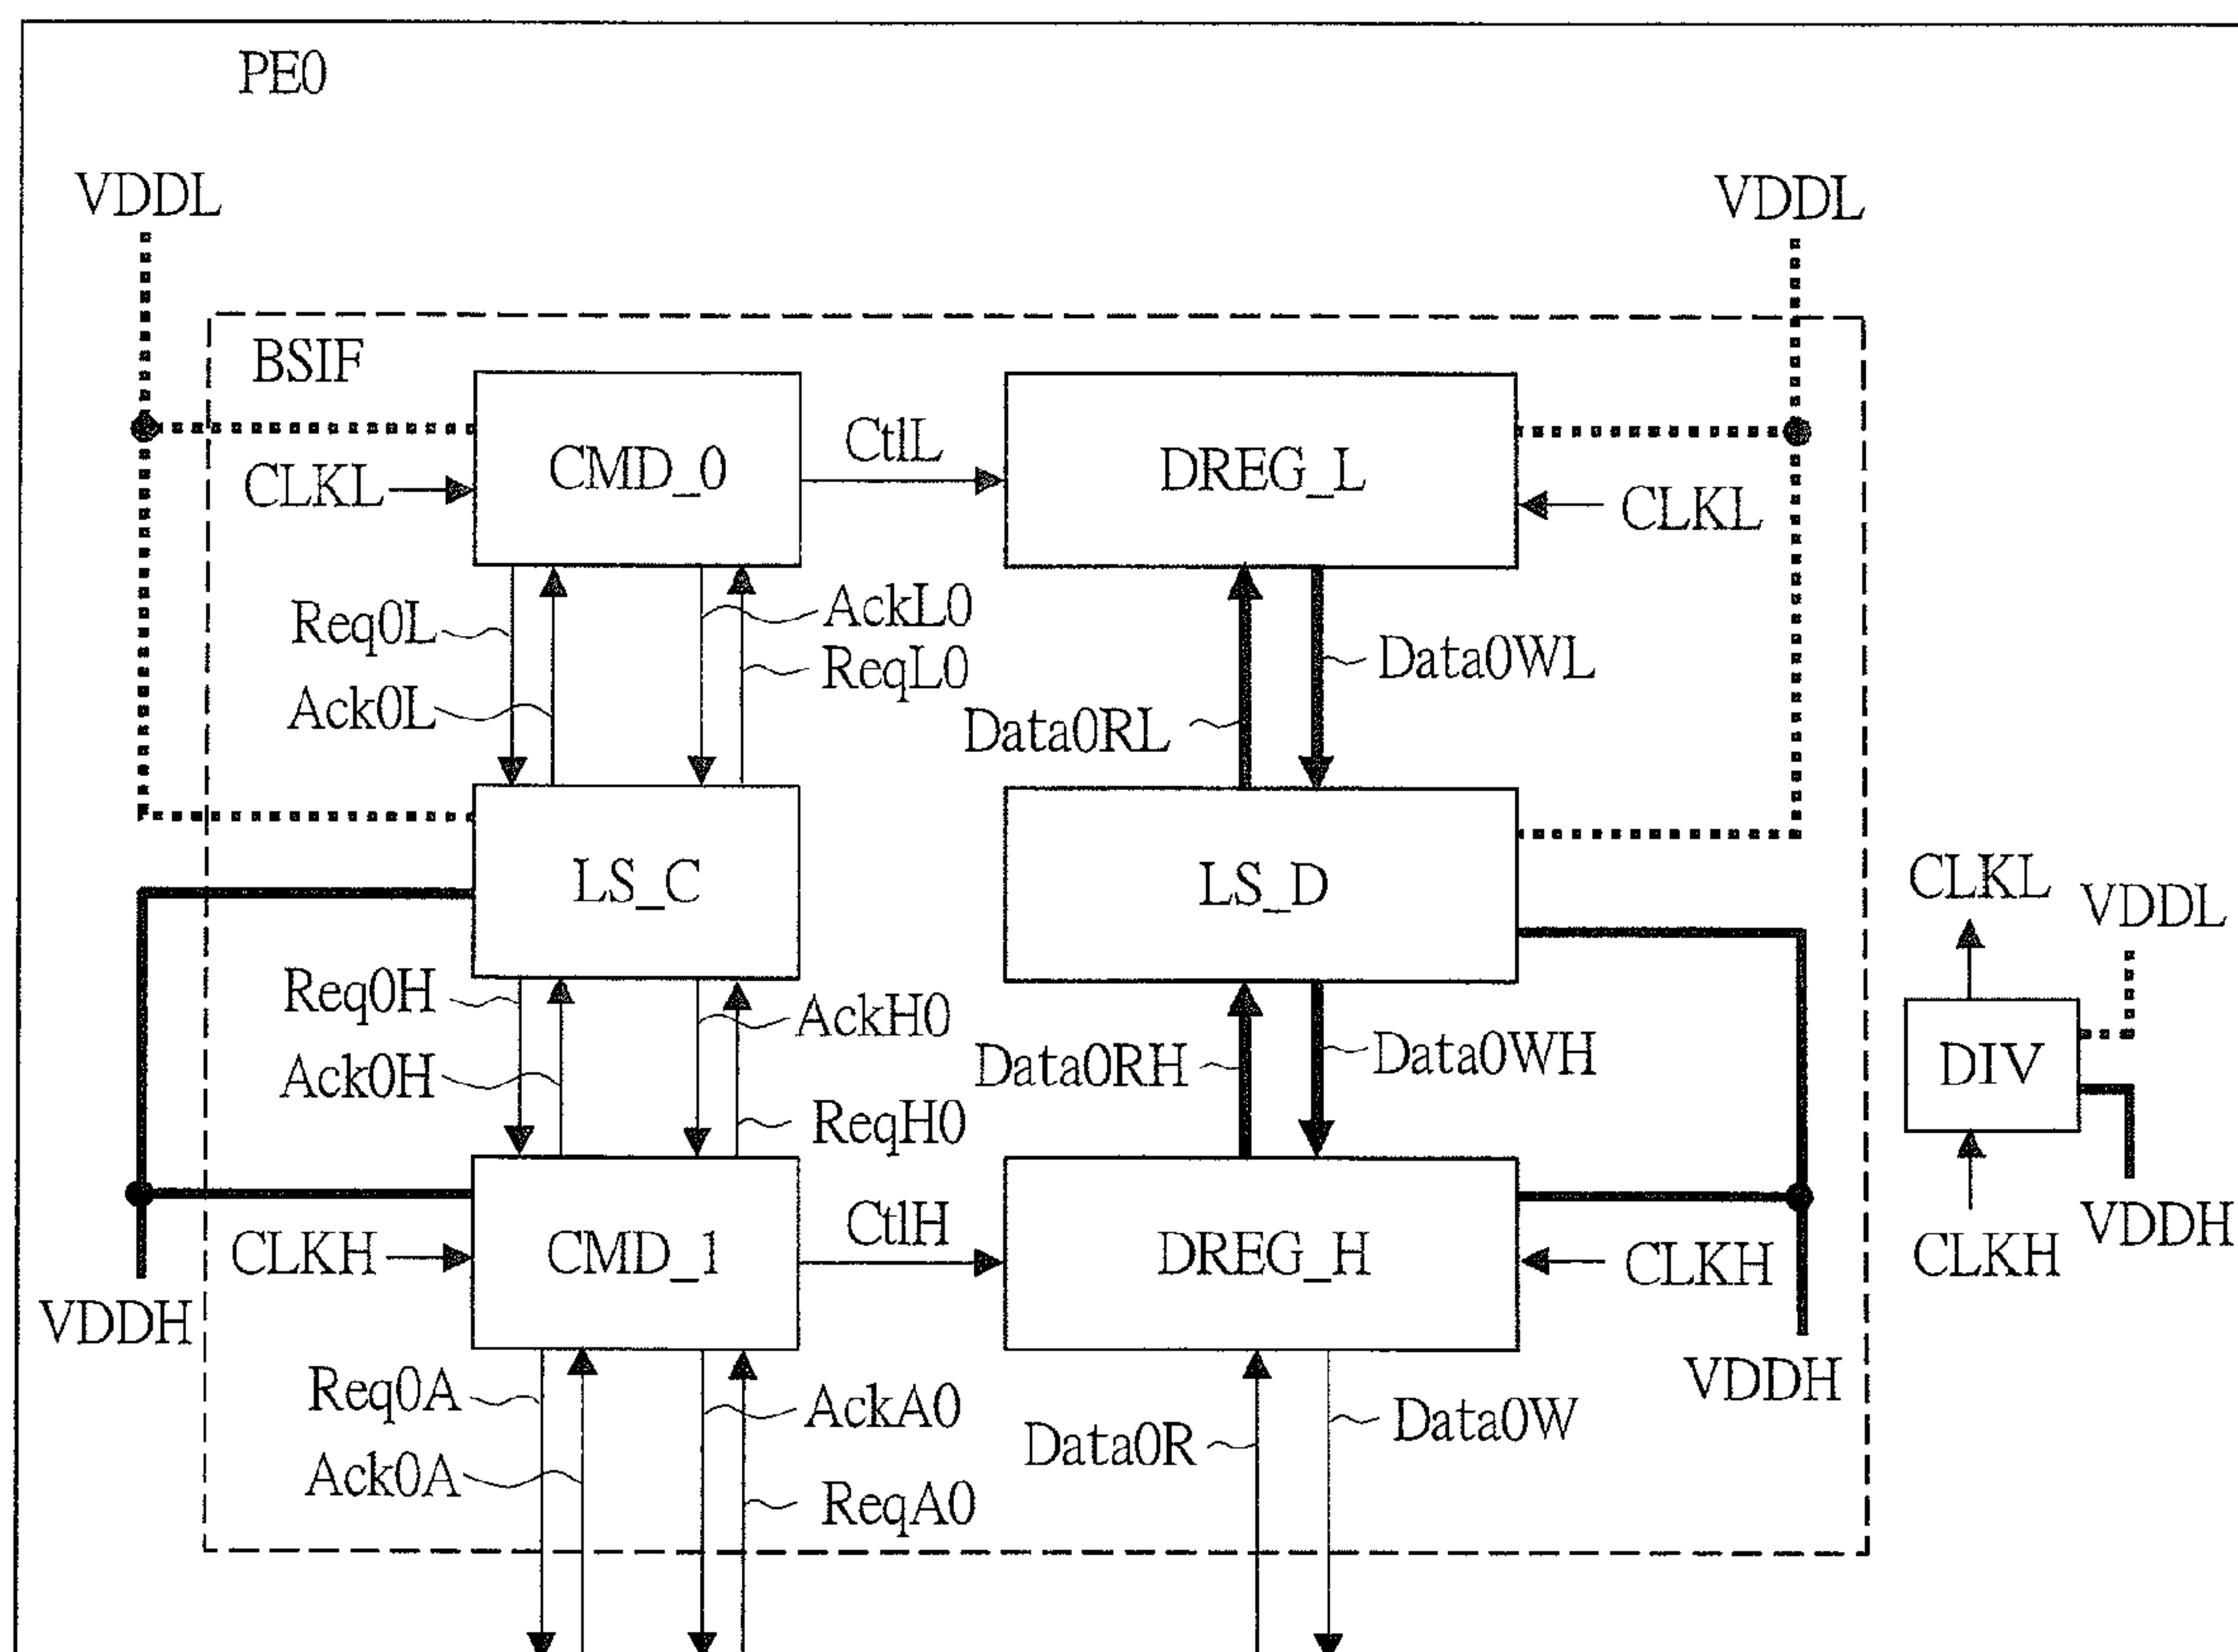 PE0
VDDL
VDDL
BSIF
CMD_0
CtlL
DREG_L
CLKL
CLKL
Req0L
AckL0
ReqL0
Data0WL
Ack0L
Data0RL
LS_C
LS_D
CLKL
VDDL
Req0H
AckH0
Data0RH
Data0WH
DIV
Ack0H
ReqH0
CLKH
CMD_1
CtlH
DREG_H
CLKH
CLKH
VDDH
VDDH
VDDH
Req0A
AckA0
Data0R
Data0W
Ack0A
ReqA0